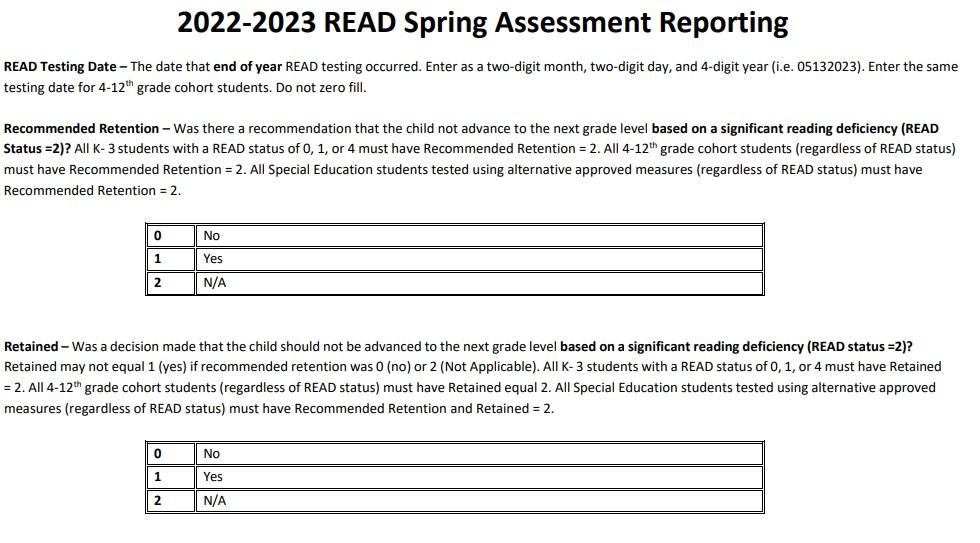 2022-2023 READ Spring Assessment Reporting
READ Testing Date – The date that end of year READ testing occurred. Enter as a two-digit month, two-digit day, and 4-digit year (i.e. 05132023). Enter the same
testing date for 4-12th grade cohort students. Do not zero fill.
Recommended Retention – Was there a recommendation that the child not advance to the next grade level based on a significant reading deficiency (READ
Status =2)? All K- 3 students with a READ status of 0, 1, or 4 must have Recommended Retention = 2. All 4-12th grade cohort students (regardless of READ status)
must have Recommended Retention = 2. All Special Education students tested using alternative approved measures (regardless of READ status) must have
Recommended Retention = 2.
0 No
1 Yes
2 N/A
Retained – Was a decision made that the child should not be advanced to the next grade level based on a significant reading deficiency (READ status =2)?
Retained may not equal 1 (yes) if recommended retention was 0 (no) or 2 (Not Applicable). All K- 3 students with a READ status of 0, 1, or 4 must have Retained
= 2. All 4-12th grade cohort students (regardless of READ status) must have Retained equal 2. All Special Education students tested using alternative approved
measures (regardless of READ status) must have Recommended Retention and Retained = 2.
0 No
1 Yes
2 N/A